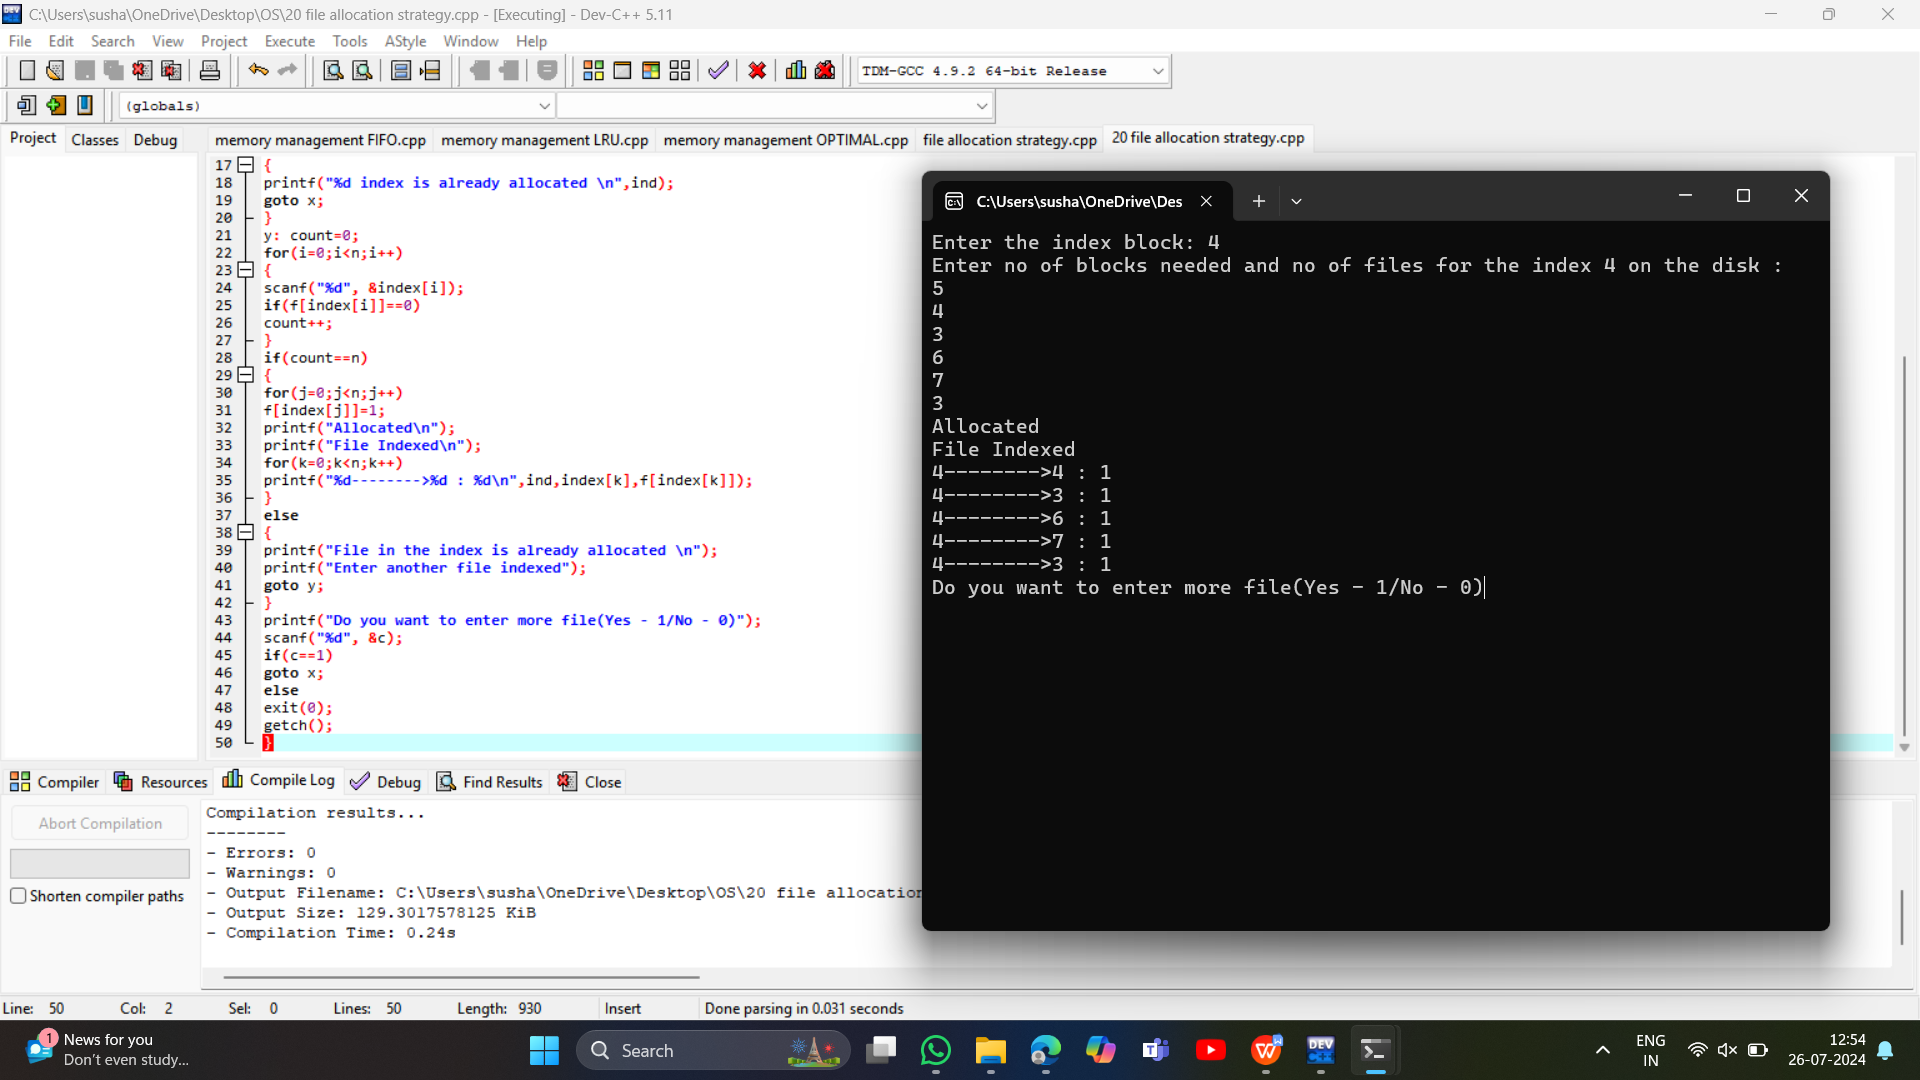 C:\Users\susha\OneDrive\Desktop\OS\20 file allocation strategy.cpp - [Executing] - Dev-C++ 5.11
File Edit Search View Project Execute Tools AStyle Window Help
TDM-GCC 4.9.2 64-bit Release
(globals)
Project Classes Debug
memory management FIFO.cpp memory management LRU.cpp memory management OPTIMAL.cpp file allocation strategy.cpp 20 file allocation strategy.cpp
17 {
18 printf("%d index is already allocated \n",ind);
19 goto x;
20 }
21 y: count=0;
22 for(i=0;i<n;i++)
23 {
24 scanf("%d", &index[i]);
25 if(f[index[i]]==0)
26 count++;
27 }
28 if(count==n)
29 {
30 for(j=0;j<n;j++)
31 f[index[j]]=1;
32 printf("Allocated\n");
33 printf("File Indexed\n");
34 for(k=0;k<n;k++)
35 printf("%d-------->%d : %d\n",ind,index[k],f[index[k]]);
36 }
37 else
38 {
39 printf("File in the index is already allocated \n");
40 printf("Enter another file indexed");
41 goto y;
42 }
43 printf("Do you want to enter more file(Yes - 1/No - 0)");
44 scanf("%d", &c);
45 if(c==1)
46 goto x;
47 else
48 exit(0);
49 getch();
50 }
C:\Users\susha\OneDrive\Des
Enter the index block: 4
Enter no of blocks needed and no of files for the index 4 on the disk :
5
4
3
6
7
3
Allocated
File Indexed
4-------->4 : 1
4-------->3 : 1
4-------->6 : 1
4-------->7 : 1
4-------->3 : 1
Do you want to enter more file(Yes - 1/No - 0)
Compiler Resources Compile Log Debug Find Results Close
Abort Compilation
Shorten compiler paths
Compilation results...
--------
- Errors: 0
- Warnings: 0
- Output Filename: C:\Users\susha\OneDrive\Desktop\OS\20 file allocation
- Output Size: 129.3017578125 KiB
- Compilation Time: 0.24s
Line: 50 Col: 2 Sel: 0 Lines: 50 Length: 930 Insert Done parsing in 0.031 seconds
1
News for you
Don't even study...
Search
DEV
ENG
IN
12:54
26-07-2024